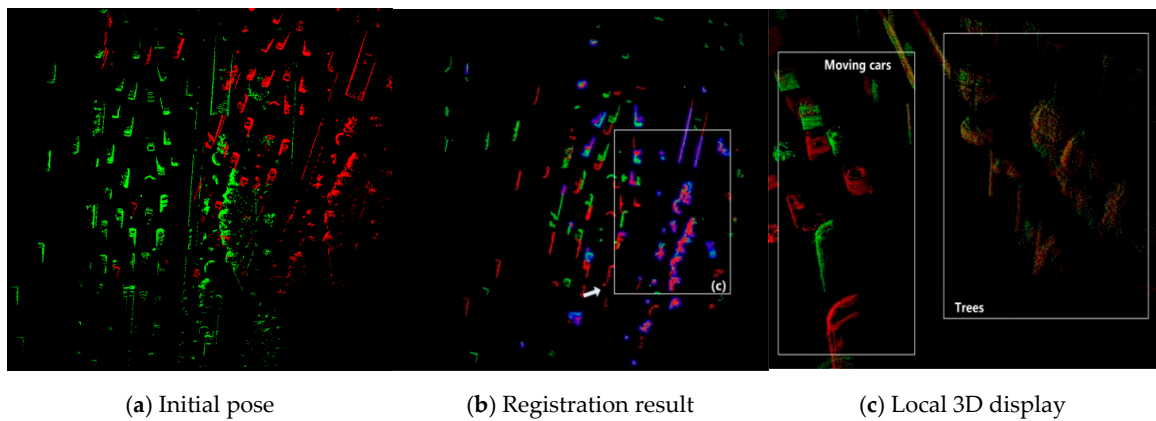 Moving cars
Trees
(c)
(a) Initial pose
(b) Registration result
(c) Local 3D display